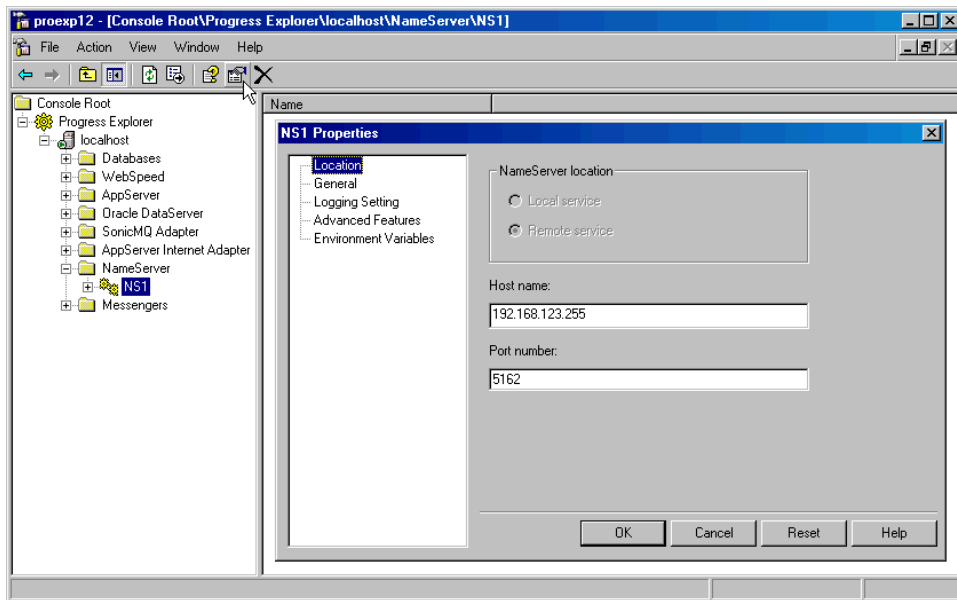 proexp12 - [Console Root\Progress Explorer\localhost\NameServer\NS1]
File Action View Window Help
Console Root
Progress Explorer
localhost
Databases
WebSpeed
AppServer
Oracle DataServer
SonicMQ Adapter
AppServer Internet Adapter
NameServer
NS1
Messengers
Name
NS1 Properties
Location
General
Logging Setting
Advanced Features
Environment Variables
NameServer location
Local service
Remote service
Host name:
192.168.123.255
Port number:
5162
OK Cancel Reset Help